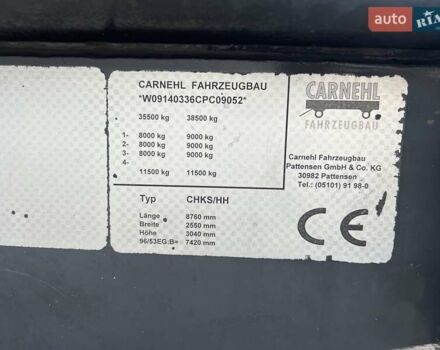 auto RIA
CARNEHL FAHRZEUGBAU
*W09140336CPC09052*
35500 kg 38500 kg
1- 8000 kg 9000 kg
2- 8000 kg 9000 kg
3- 8000 kg 9000 kg
4-
11500 kg 11500 kg
Typ CHKS/HH
Länge 8760 mm
Breite 2550 mm
Höhe 3040 mm
96/53EG:B= 7420 mm
CARNEHL
FAHRZEUGBAU
Carnehl Fahrzeugbau
Pattensen GmbH & Co. KG
30982 Pattensen
Tel.: (05101) 91 98-0
CE